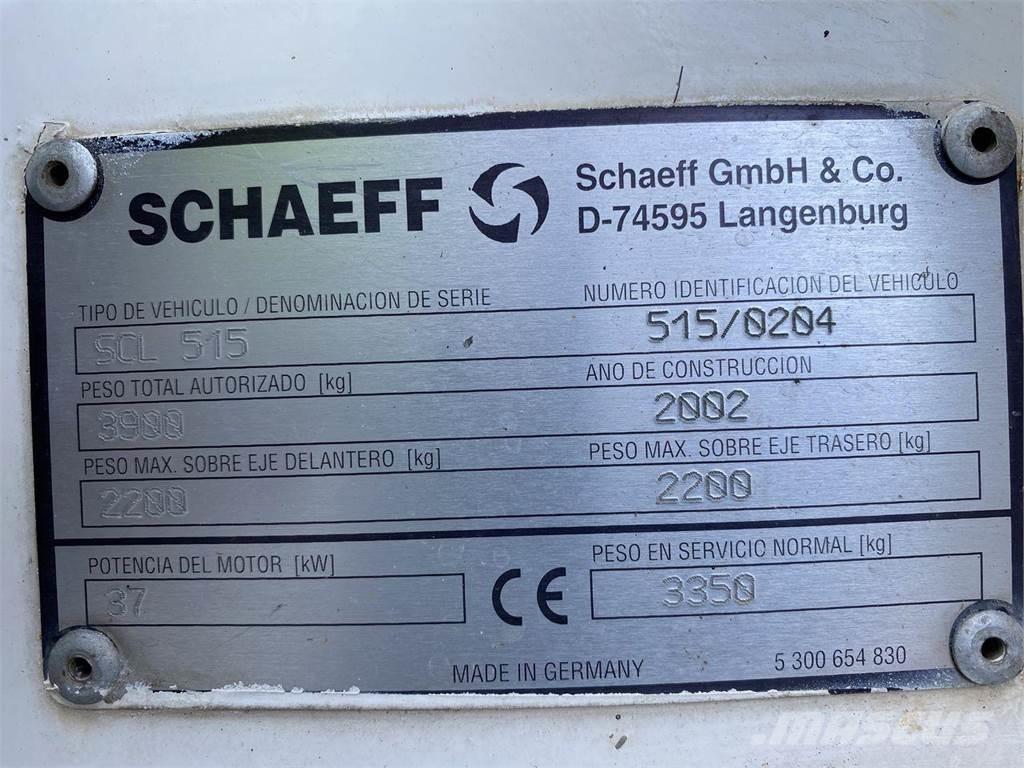 SCHAEFF
Schaeff GmbH & Co.
D-74595 Langenburg
TIPO DE VEHICULO / DENOMINACION DE SERIE
SCL 515
NUMERO IDENTIFICACION DEL VEHICULO
515/0204
PESO TOTAL AUTORIZADO [kg]
3900
ANO DE CONSTRUCCION
2002
PESO MAX. SOBRE EJE DELANTERO [kg]
2200
PESO MAX. SOBRE EJE TRASERO [kg]
2200
POTENCIA DEL MOTOR [kW]
37
CE
PESO EN SERVICIO NORMAL [kg]
3350
MADE IN GERMANY
5 300 654 830
mascus